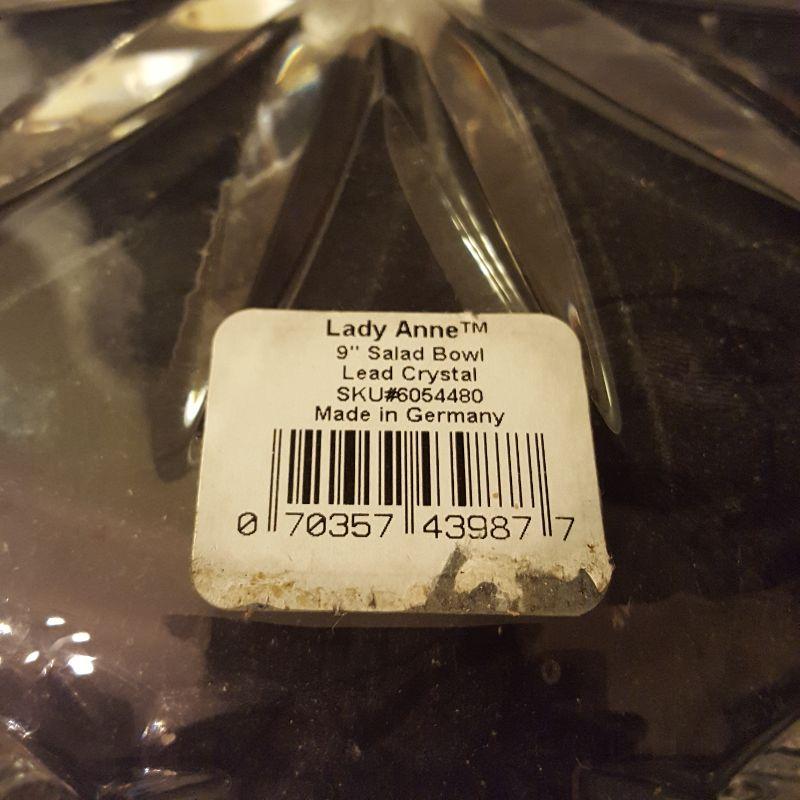 Lady Anne™
9" Salad Bowl
Lead Crystal
SKU#6054480
Made in Germany
0 70357 43987 7